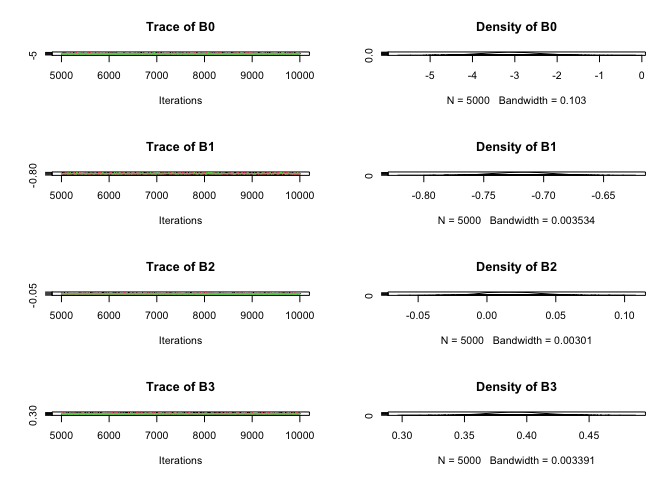 Trace of B0
-5
5000 6000 7000 8000 9000 10000
Iterations
Density of B0
0.0
-5 -4 -3 -2 -1 0
N = 5000 Bandwidth = 0.103
Trace of B1
-0.80
5000 6000 7000 8000 9000 10000
Iterations
Density of B1
0
-0.80 -0.75 -0.70 -0.65
N = 5000 Bandwidth = 0.003534
Trace of B2
-0.05
5000 6000 7000 8000 9000 10000
Iterations
Density of B2
0
-0.05 0.00 0.05 0.10
N = 5000 Bandwidth = 0.00301
Trace of B3
0.30
5000 6000 7000 8000 9000 10000
Iterations
Density of B3
0
0.30 0.35 0.40 0.45
N = 5000 Bandwidth = 0.003391